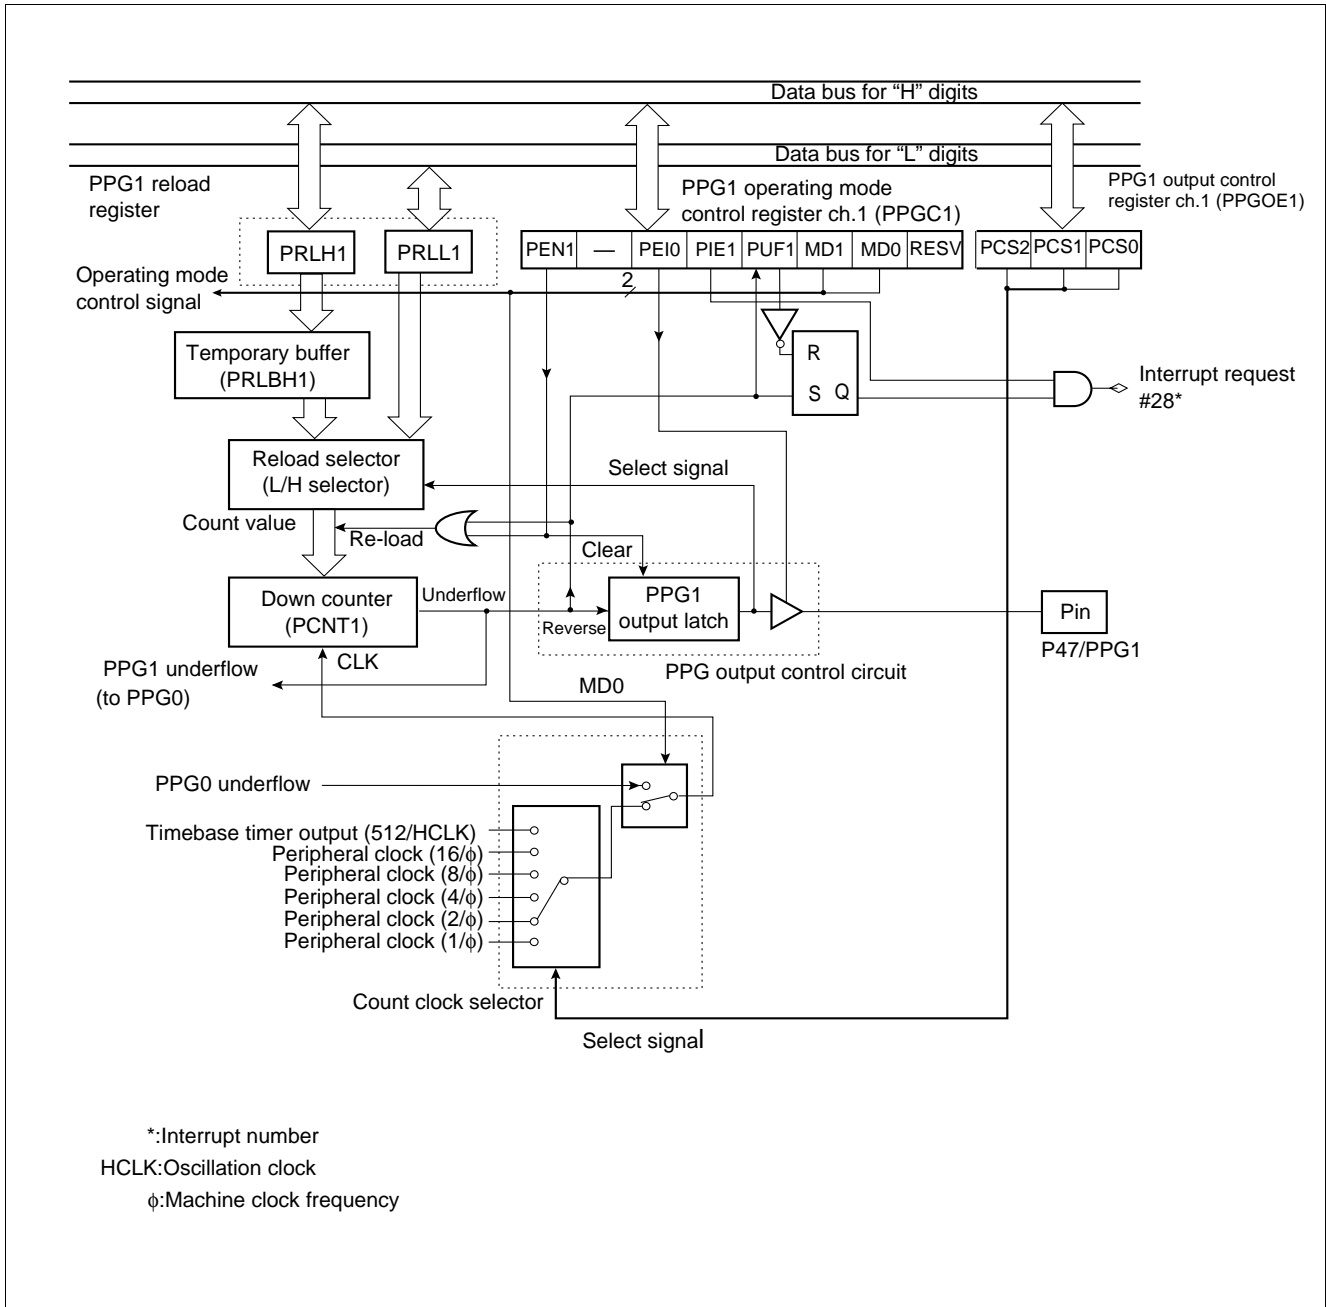 Data bus for “H” digits
Data bus for “L” digits
PPG1 reload
register
PPG1 operating mode
control register ch.1 (PPGC1)
PPG1 output control
register ch.1 (PPGOE1)
PRLH1
PRLL1
PEN1
—
PEI0
PIE1
PUF1
MD1
MD0
RESV
PCS2
PCS1
PCS0
Operating mode
control signal
2
Temporary buffer
(PRLBH1)
R
S
Q
Interrupt request
#28*
Reload selector
(L/H selector)
Select signal
Count value
Re-load
Clear
Down counter
(PCNT1)
Underflow
Reverse
PPG1
output latch
Pin
P47/PPG1
CLK
PPG1 underflow
(to PPG0)
PPG output control circuit
MD0
PPG0 underflow
Timebase timer output (512/HCLK)
Peripheral clock (16/ϕ)
Peripheral clock (8/ϕ)
Peripheral clock (4/ϕ)
Peripheral clock (2/ϕ)
Peripheral clock (1/ϕ)
Count clock selector
Select signal
*:Interrupt number
HCLK:Oscillation clock
ϕ:Machine clock frequency